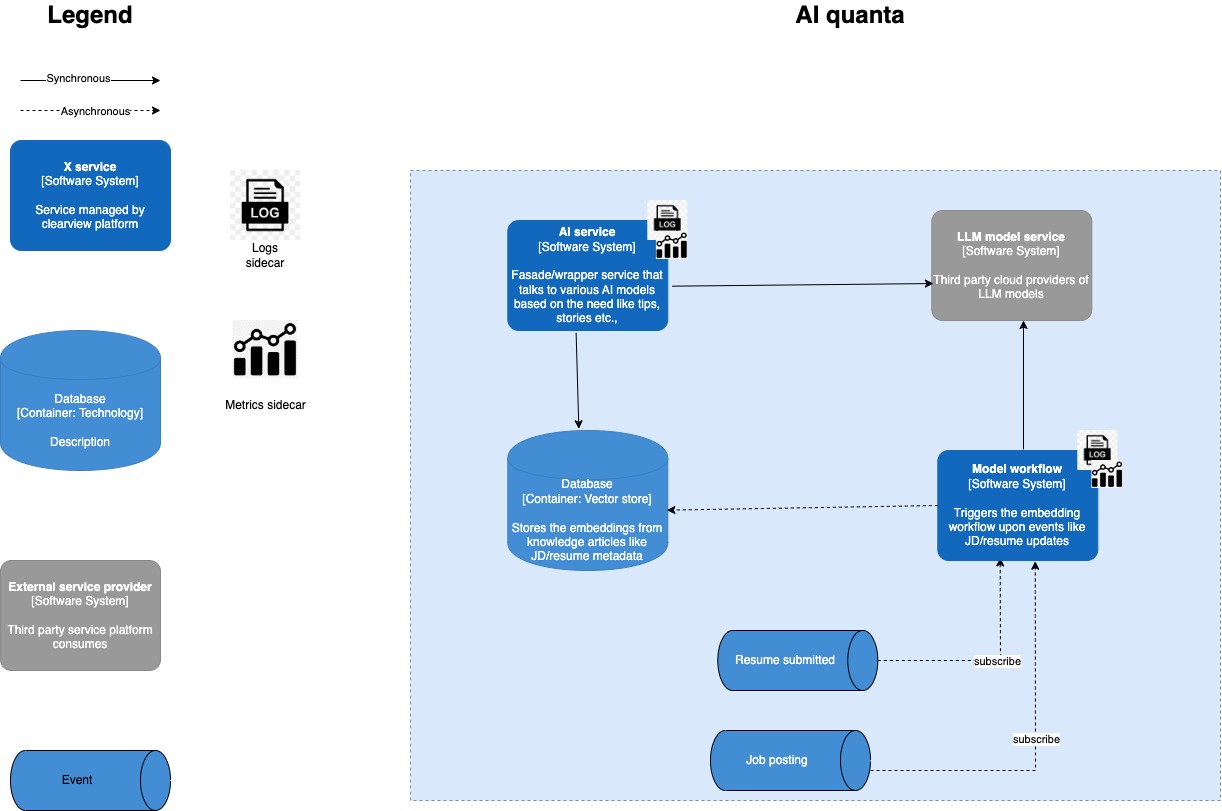 Legend
AI quanta
Synchronous
Asynchronous
X service
[Software System]
Service managed by
clearview platform
LOG
Logs
sidecar
Database
[Container: Technology]
Description
Metrics sidecar
External service provider
[Software System]
Third party service platform
consumes
Event
AI service
[Software System]
Fasade/wrapper service that
talks to various AI models
based on the need like tips,
stories etc.,
LOG
LLM model service
[Software System]
Third party cloud providers of
LLM models
Database
[Container: Vector store]
Stores the embeddings from
knowledge articles like
JD/resume metadata
LOG
Model workflow
[Software System]
Triggers the embedding
workflow upon events like
JD/resume updates
Resume submitted
subscribe
subscribe
Job posting